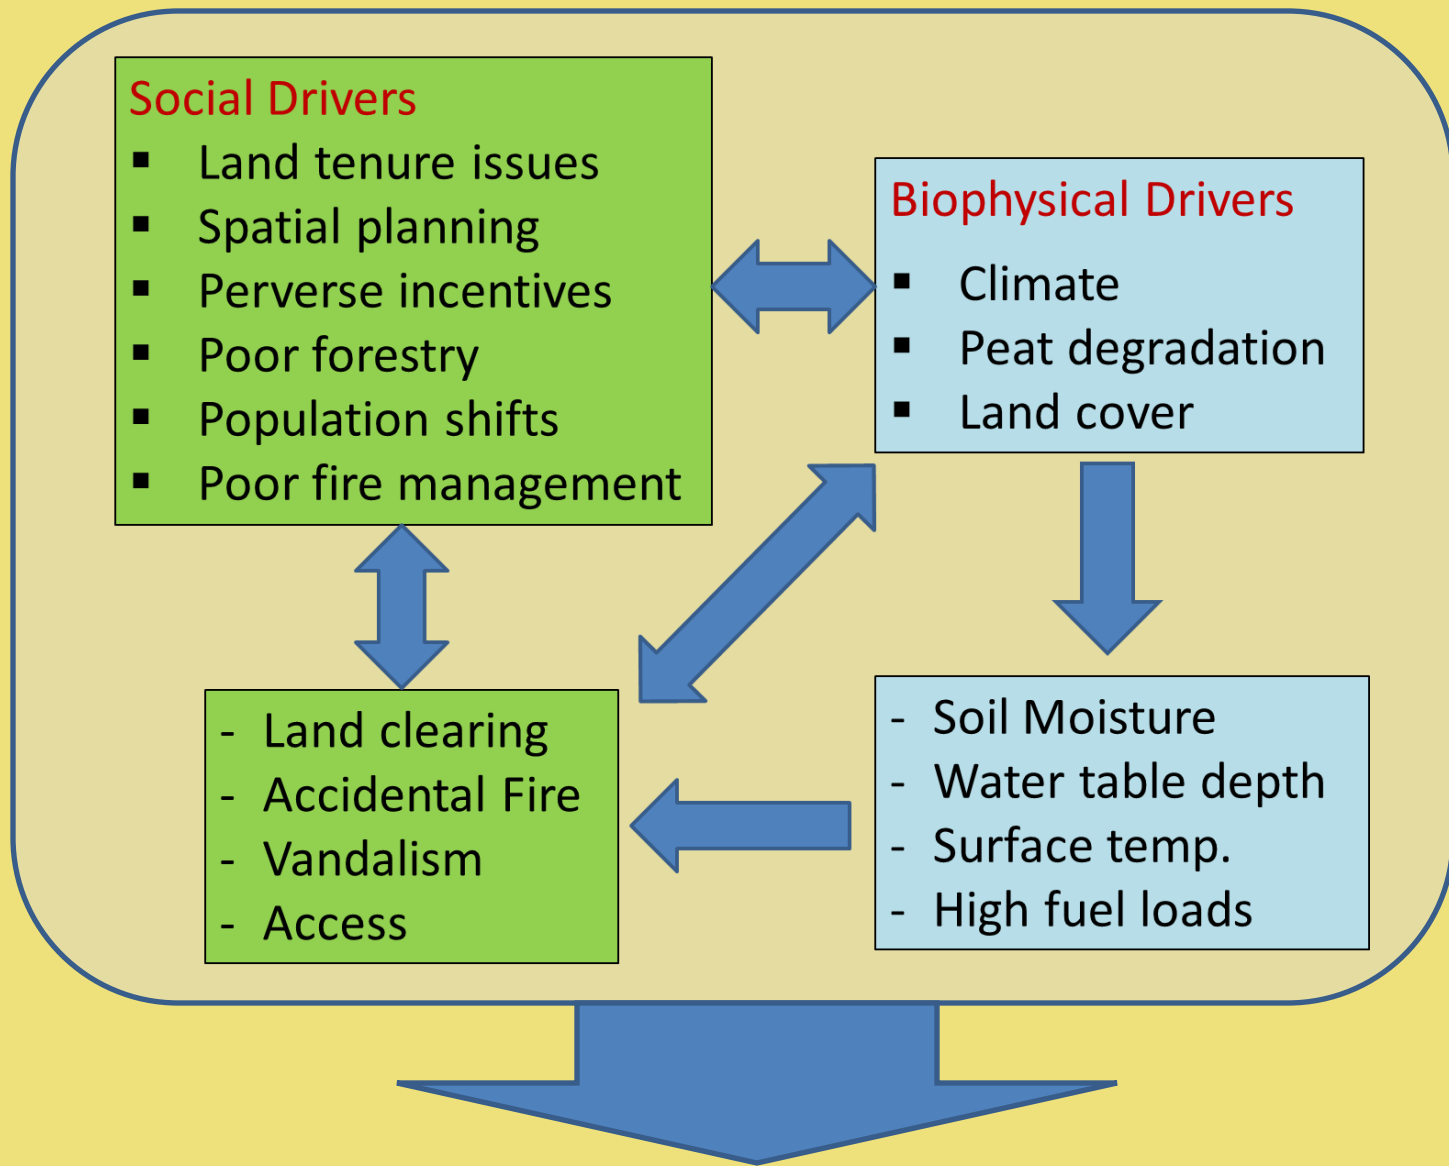 Social Drivers
▪ Land tenure issues
▪ Spatial planning
▪ Perverse incentives
▪ Poor forestry
▪ Population shifts
▪ Poor fire management
Biophysical Drivers
▪ Climate
▪ Peat degradation
▪ Land cover
- Land clearing
- Accidental Fire
- Vandalism
- Access
- Soil Moisture
- Water table depth
- Surface temp.
- High fuel loads